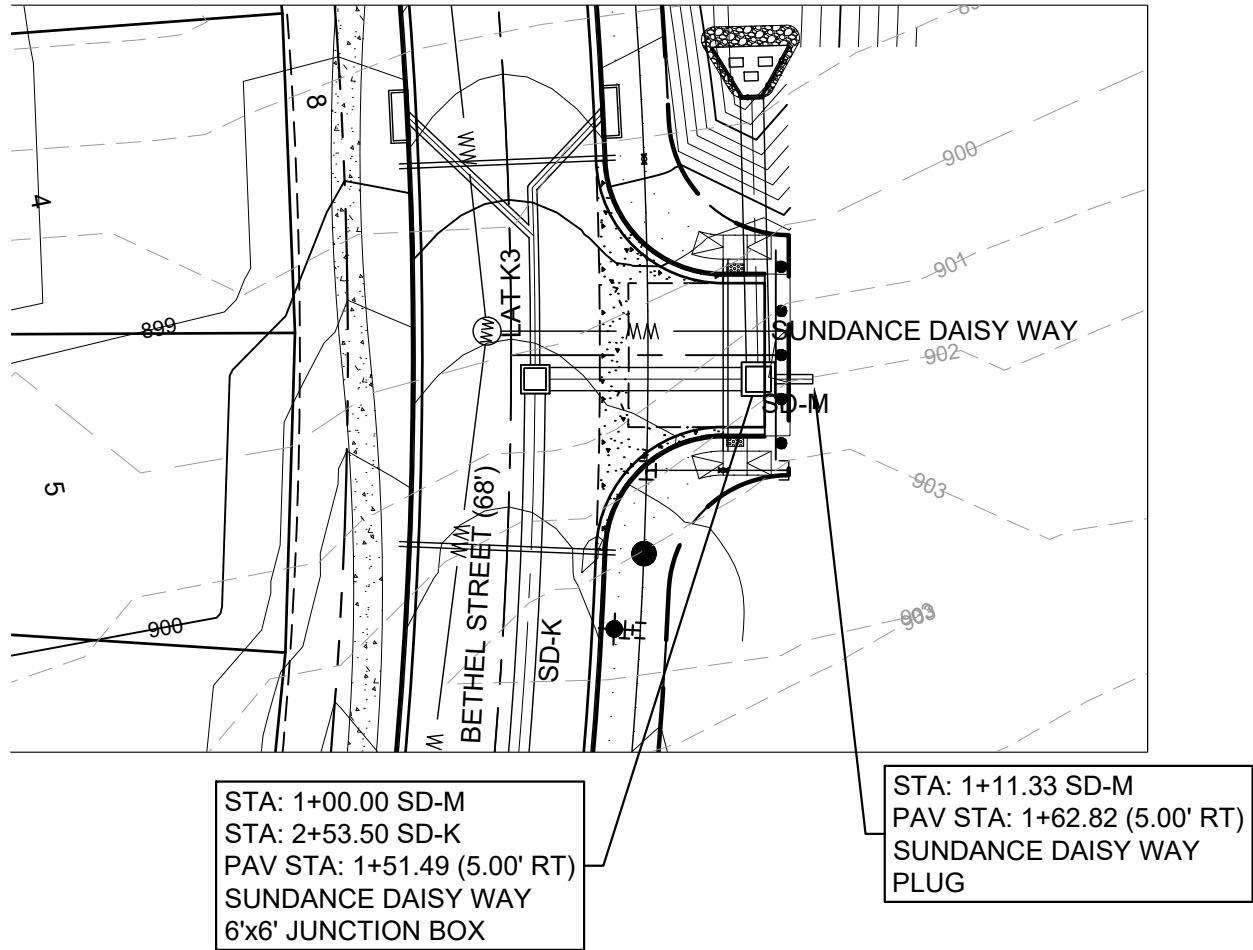 89
8
900
4
901
LAT K3
899
SUNDANCE DAISY WAY
902
SD-M
5
903
BETHEL STREET (68')
SD-K
903
903
900
STA: 1+00.00 SD-M
STA: 2+53.50 SD-K
PAV STA: 1+51.49 (5.00' RT)
SUNDANCE DAISY WAY
6'x6' JUNCTION BOX
STA: 1+11.33 SD-M
PAV STA: 1+62.82 (5.00' RT)
SUNDANCE DAISY WAY
PLUG